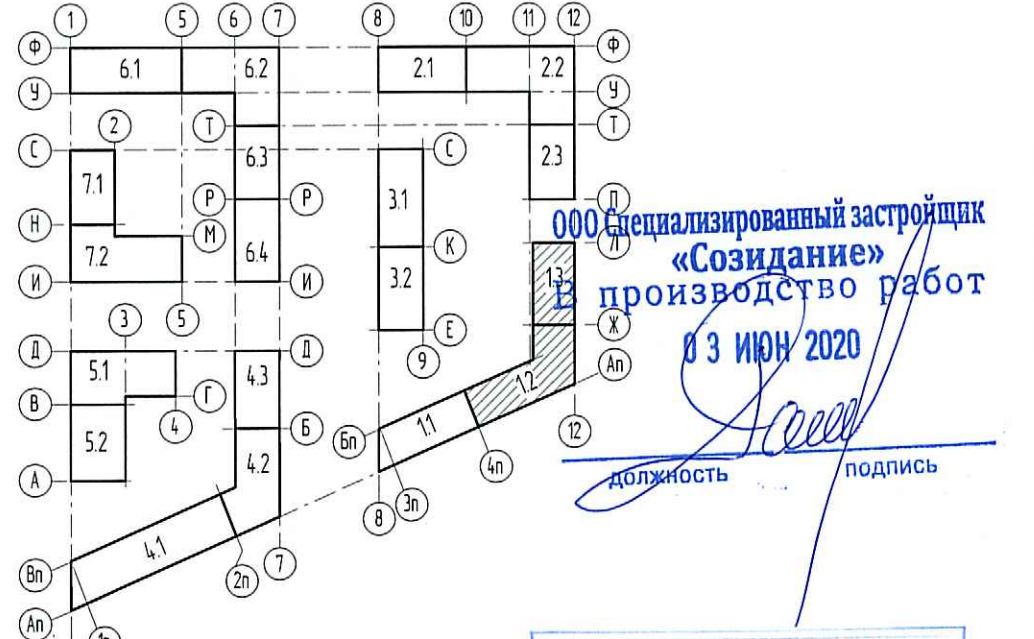 1 5 6 7 8 10 11 12
Ф 6.1 6.2 2.1 2.2 Ф
У У
2 Т Т
С 7.1 6.3 С 2.3
Р Р 3.1 П
Н М
7.2 6.4 К Л
И И 3.2 1.3
3 5 Е Ж
Д 5.1 Д 9 Ап
В Г 4.3 1.2
4 Б Бп 1.1 12
5.2 4.2 4п
А 3п
8
4.1 7
Вп 2п
Ап
ООО Специализированный застройщик
«Созидание»
В производство работ
03 ИЮН 2020
должность подпись